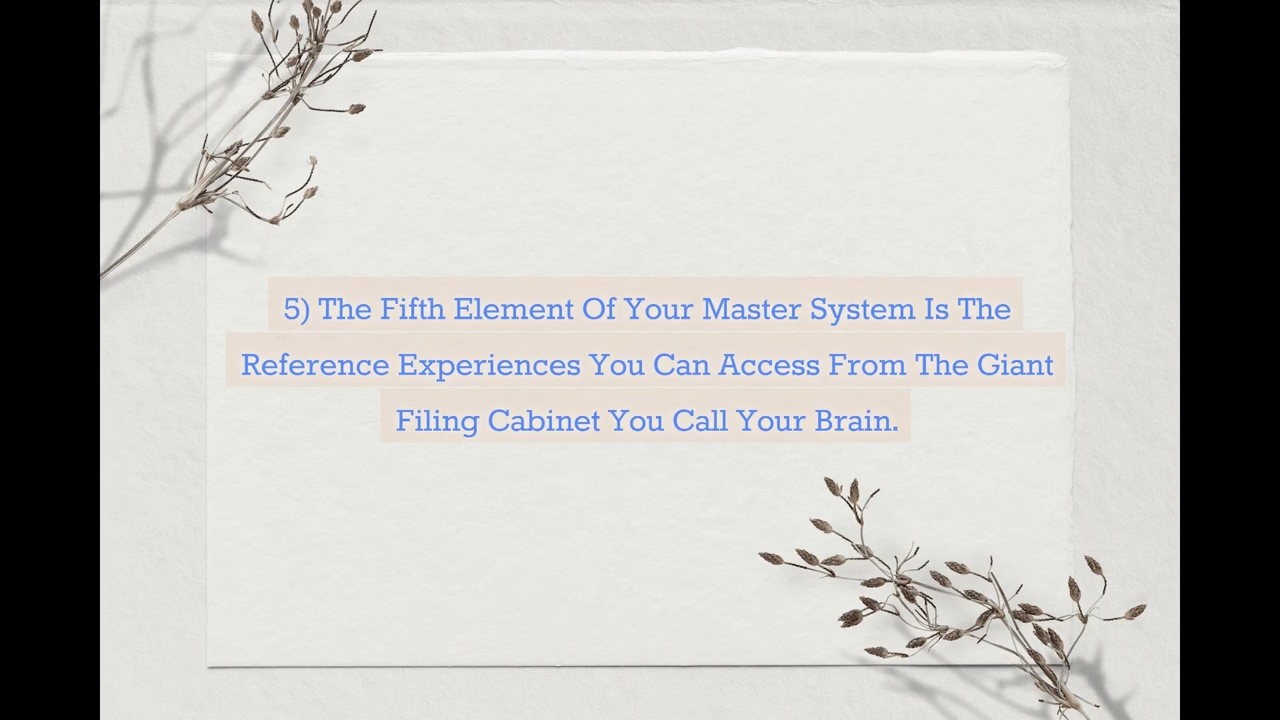 5) The Fifth Element Of Your Master System Is The
Reference Experiences You Can Access From The Giant
Filing Cabinet You Call Your Brain.